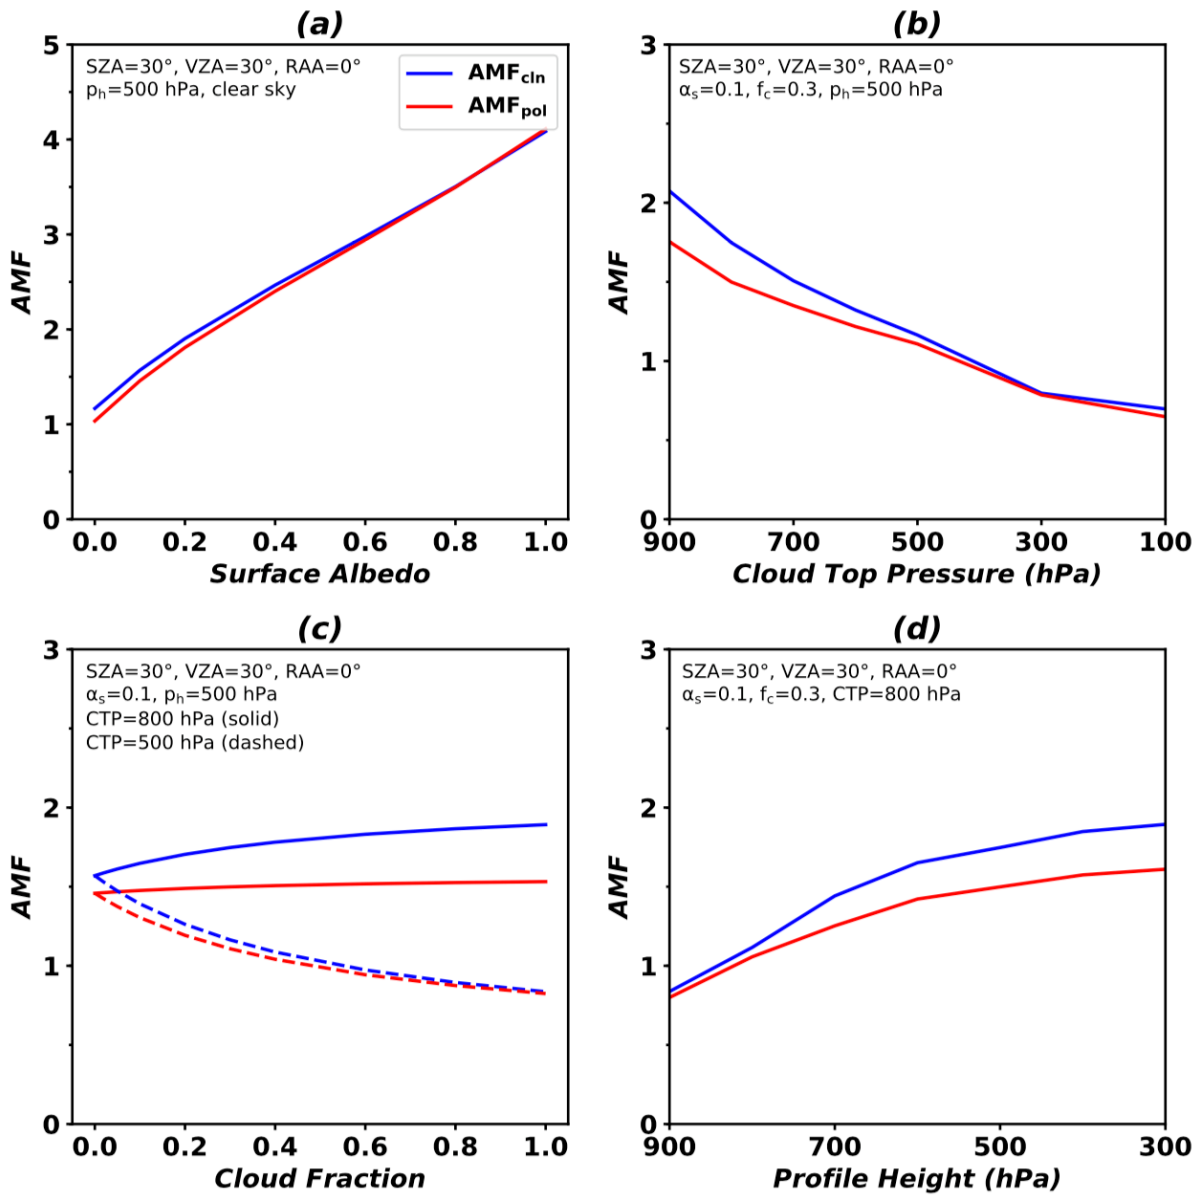 (a)
SZA=30°, VZA=30°, RAA=0°
pₕ=500 hPa, clear sky
AMF_cln
AMF_pol
5
4
3
2
1
0
AMF
0.0 0.2 0.4 0.6 0.8 1.0
Surface Albedo
(b)
SZA=30°, VZA=30°, RAA=0°
αₛ=0.1, f_c=0.3, pₕ=500 hPa
3
2
1
0
AMF
900 700 500 300 100
Cloud Top Pressure (hPa)
(c)
SZA=30°, VZA=30°, RAA=0°
αₛ=0.1, pₕ=500 hPa
CTP=800 hPa (solid)
CTP=500 hPa (dashed)
3
2
1
0
AMF
0.0 0.2 0.4 0.6 0.8 1.0
Cloud Fraction
(d)
SZA=30°, VZA=30°, RAA=0°
αₛ=0.1, f_c=0.3, CTP=800 hPa
3
2
1
0
AMF
900 700 500 300
Profile Height (hPa)